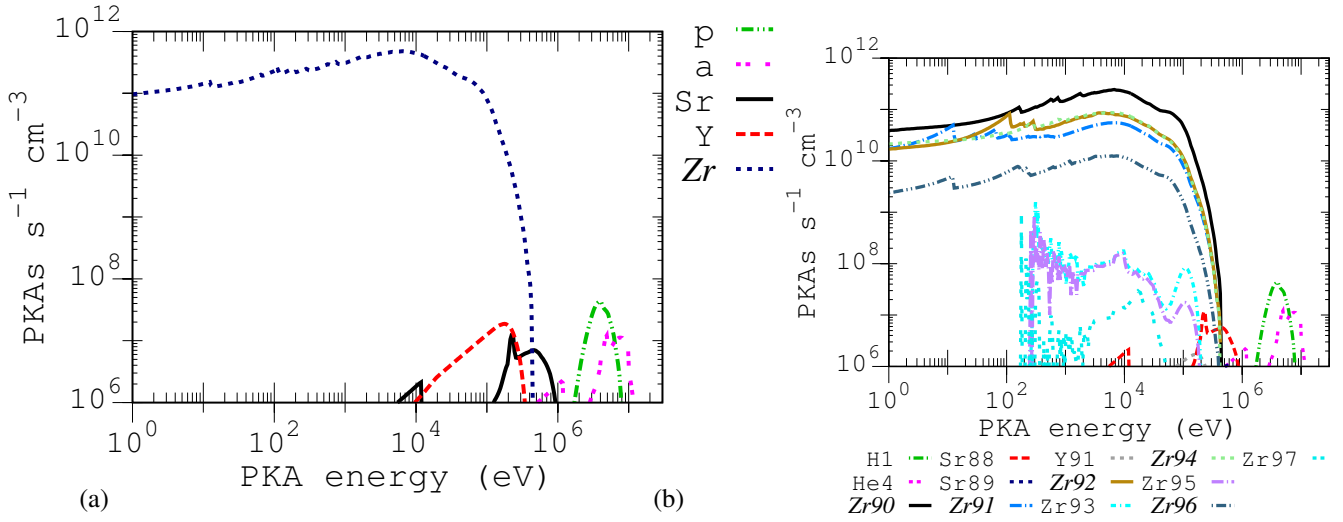 10^12
10^10
10^8
10^6
PKAs s^-1 cm^-3
10^0 10^2 10^4 10^6
PKA energy (eV)
(a)
p
a
Sr
Y
Zr
10^12
10^10
10^8
10^6
PKAs s^-1 cm^-3
10^0 10^2 10^4 10^6
PKA energy (eV)
(b)
H1 Sr88 Y91 Zr94 Zr97
He4 Sr89 Zr92 Zr95
Zr90 Zr91 Zr93 Zr96